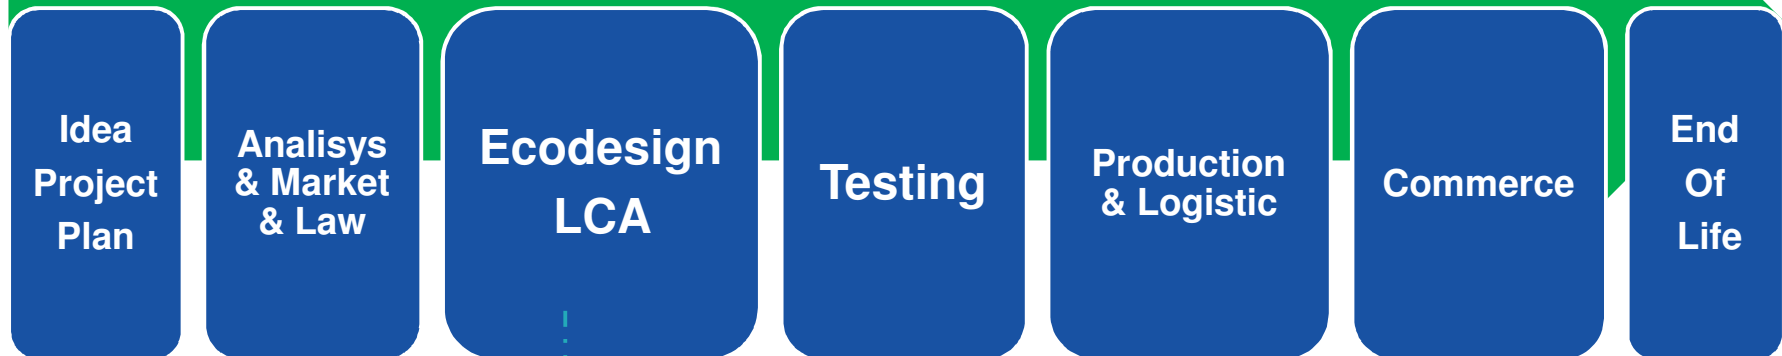 Idea
Project
Plan
Analisys
& Market
& Law
Ecodesign
LCA
Testing
Production
& Logistic
Commerce
End
Of
Life